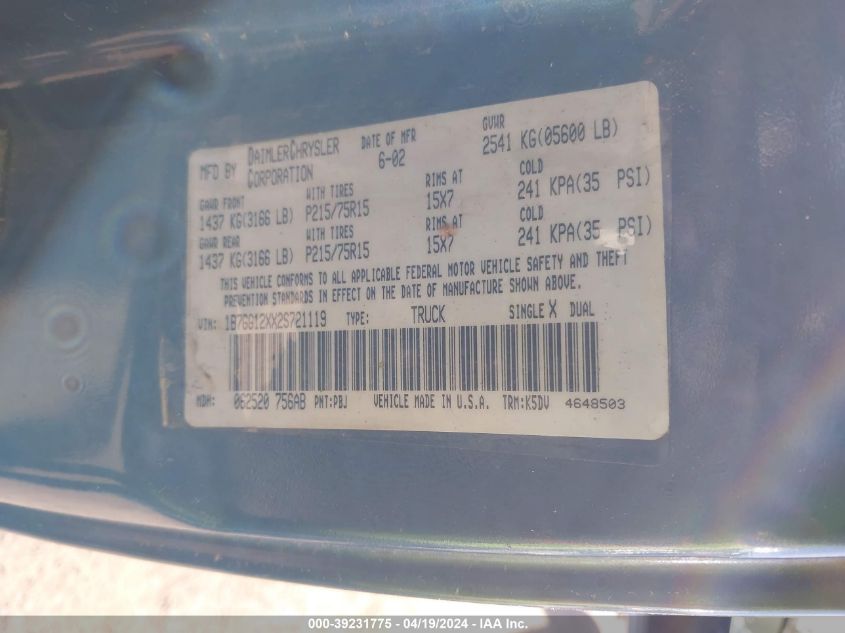 MFD BY DAIMLERCHRYSLER CORPORATION DATE OF MFR 6-02 GVWR 2541 KG(05600 LB)
GAWR FRONT WITH TIRES RIMS AT COLD
1437 KG(3166 LB) P215/75R15 15X7 241 KPA(35 PSI)
GAWR REAR WITH TIRES RIMS AT COLD
1437 KG(3166 LB) P215/75R15 15X7 241 KPA(35 PSI)
THIS VEHICLE CONFORMS TO ALL APPLICABLE FEDERAL MOTOR VEHICLE SAFETY AND THEFT
PREVENTION STANDARDS IN EFFECT ON THE DATE OF MANUFACTURE SHOWN ABOVE.
VIN: 1B7GG12XX2S721119 TYPE: TRUCK SINGLE X DUAL
MDH: 062520 756AB PNT:PBJ VEHICLE MADE IN U.S.A. TRM:K5DV 4648503
000-39231775 - 04/19/2024 - IAA Inc.